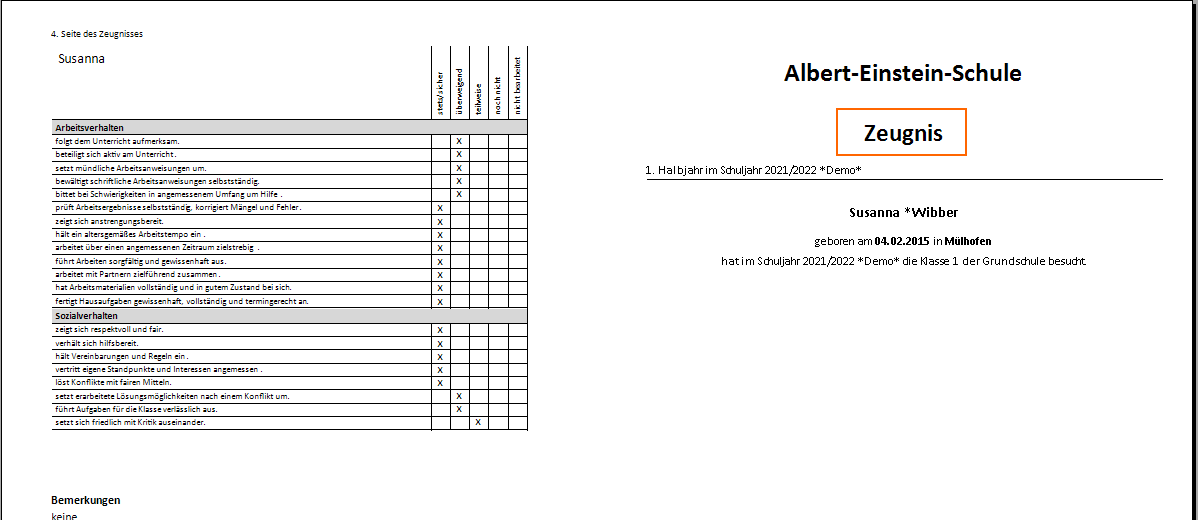 4. Seite des Zeugnisses
Susanna
stets/sicher
überwiegend
teilweise
noch nicht
nicht bearbeitet
Arbeitsverhalten
folgt dem Unterricht aufmerksam. X
beteiligt sich aktiv am Unterricht. X
setzt mündliche Arbeitsanweisungen um. X
bewältigt schriftliche Arbeitsanweisungen selbstständig. X
bittet bei Schwierigkeiten in angemessenem Umfang um Hilfe . X
prüft Arbeitsergebnisse selbstständig, korrigiert Mängel und Fehler. X
zeigt sich anstrengungsbereit. X
hält ein altersgemäßes Arbeitstempo ein . X
arbeitet über einen angemessenen Zeitraum zielstrebig . X
führt Arbeiten sorgfältig und gewissenhaft aus. X
arbeitet mit Partnern zielführend zusammen. X
hat Arbeitsmaterialien vollständig und in gutem Zustand bei sich. X
fertigt Hausaufgaben gewissenhaft, vollständig und termingerecht an. X
Sozialverhalten
zeigt sich respektvoll und fair. X
verhält sich hilfsbereit. X
hält Vereinbarungen und Regeln ein . X
vertritt eigene Standpunkte und Interessen angemessen . X
löst Konflikte mit fairen Mitteln. X
setzt erarbeitete Lösungsmöglichkeiten nach einem Konflikt um. X
führt Aufgaben für die Klasse verlässlich aus. X
setzt sich friedlich mit Kritik auseinander. X
Bemerkungen
keine
Albert-Einstein-Schule
Zeugnis
1. Halbjahr im Schuljahr 2021/2022 *Demo*
Susanna *Wibber
geboren am 04.02.2015 in Mülhofen
hat im Schuljahr 2021/2022 *Demo* die Klasse 1 der Grundschule besucht